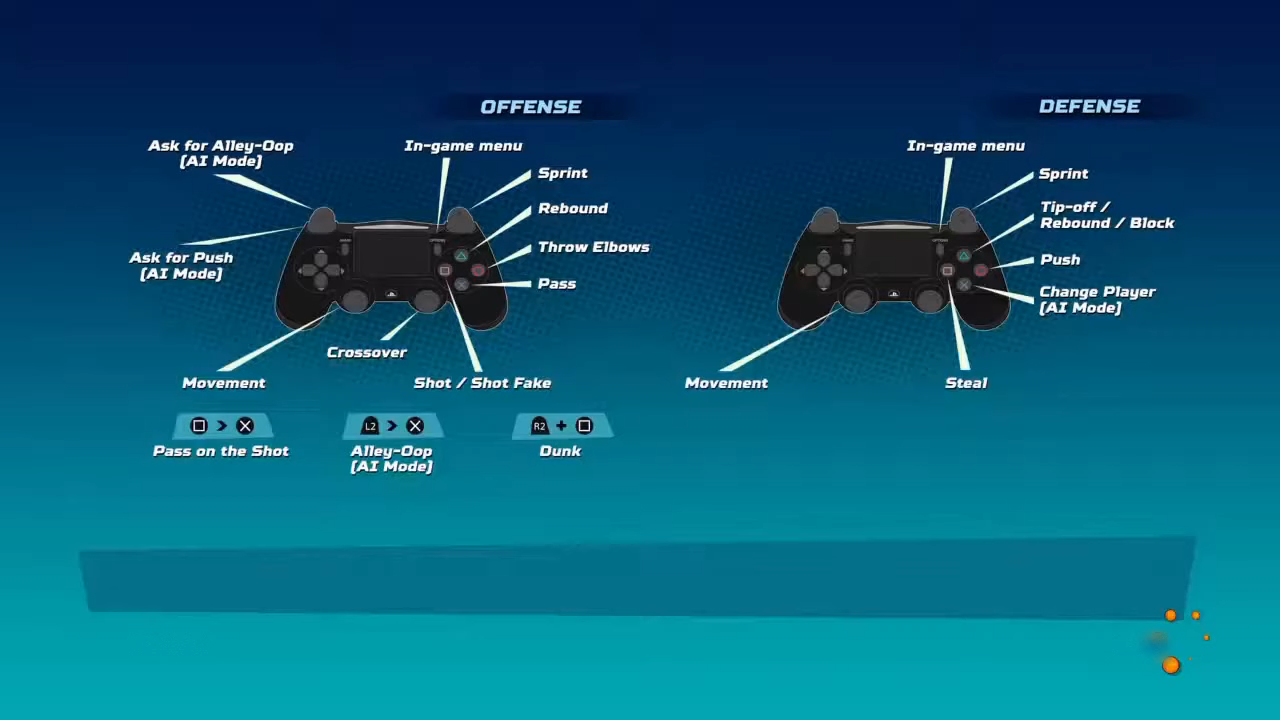 OFFENSE
Ask for Alley-Oop
[AI Mode]
In-game menu
Sprint
Rebound
Throw Elbows
Ask for Push
[AI Mode]
Pass
Crossover
Movement
Shot / Shot Fake
L2
R2
Pass on the Shot
Alley-Oop
[AI Mode]
Dunk
DEFENSE
In-game menu
Sprint
Tip-off /
Rebound / Block
Push
Change Player
[AI Mode]
Movement
Steal